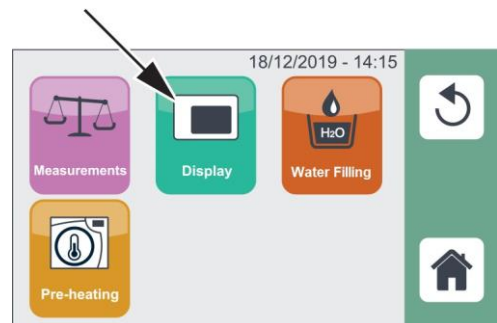 18/12/2019 - 14:15
Measurements
Display
H2O
Water Filling
Pre-heating